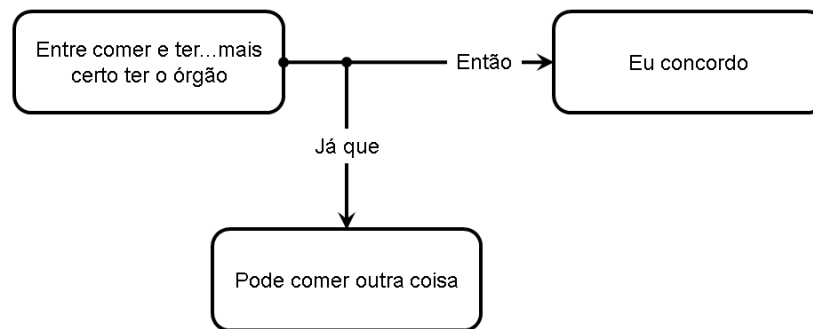 Entre comer e ter...mais
certo ter o órgão
Então
Eu concordo
Já que
Pode comer outra coisa